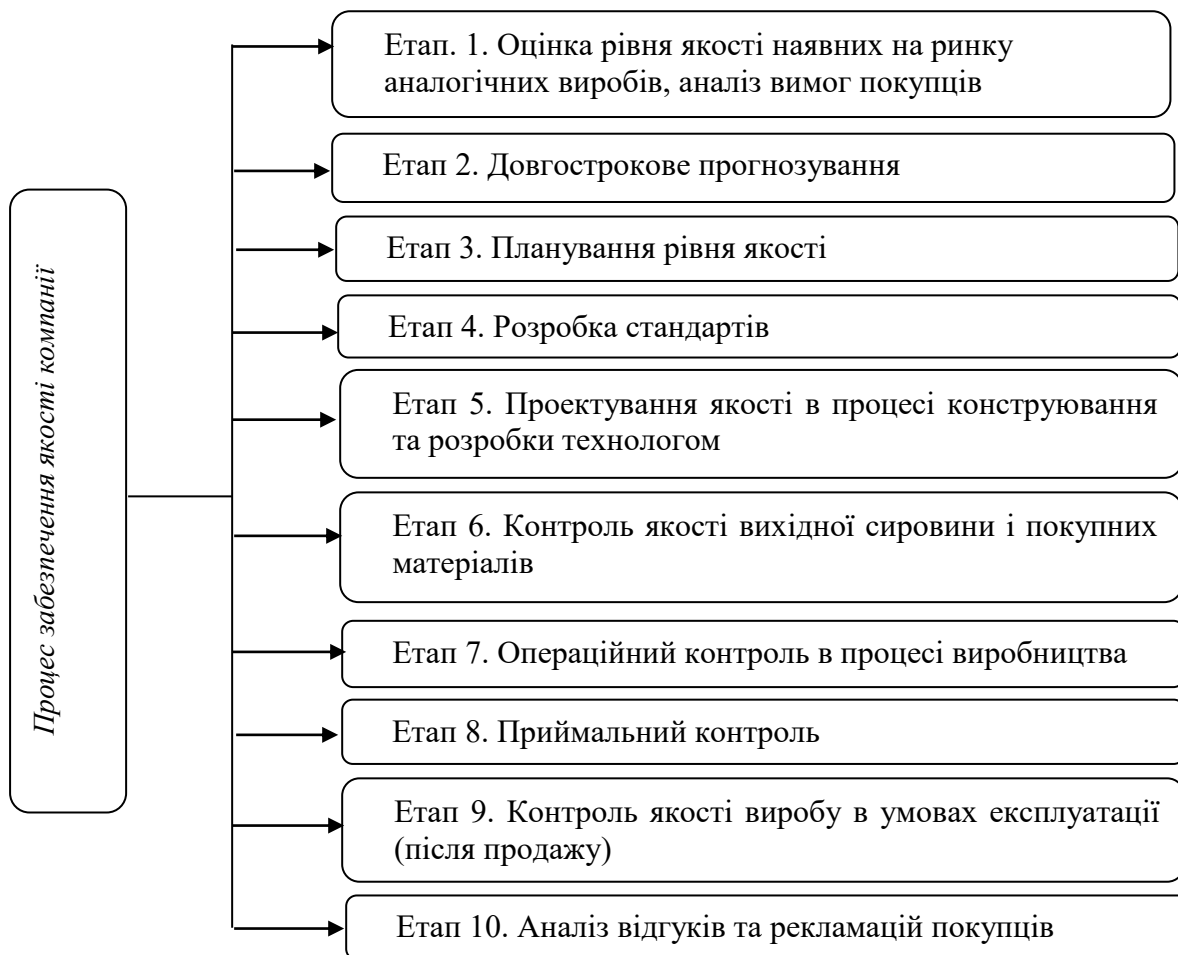 Процес забезпечення якості компанії
Етап. 1. Оцінка рівня якості наявних на ринку
аналогічних виробів, аналіз вимог покупців
Етап 2. Довгострокове прогнозування
Етап 3. Планування рівня якості
Етап 4. Розробка стандартів
Етап 5. Проектування якості в процесі конструювання
та розробки технологом
Етап 6. Контроль якості вихідної сировини і покупних
матеріалів
Етап 7. Операційний контроль в процесі виробництва
Етап 8. Приймальний контроль
Етап 9. Контроль якості виробу в умовах експлуатації
(після продажу)
Етап 10. Аналіз відгуків та рекламацій покупців